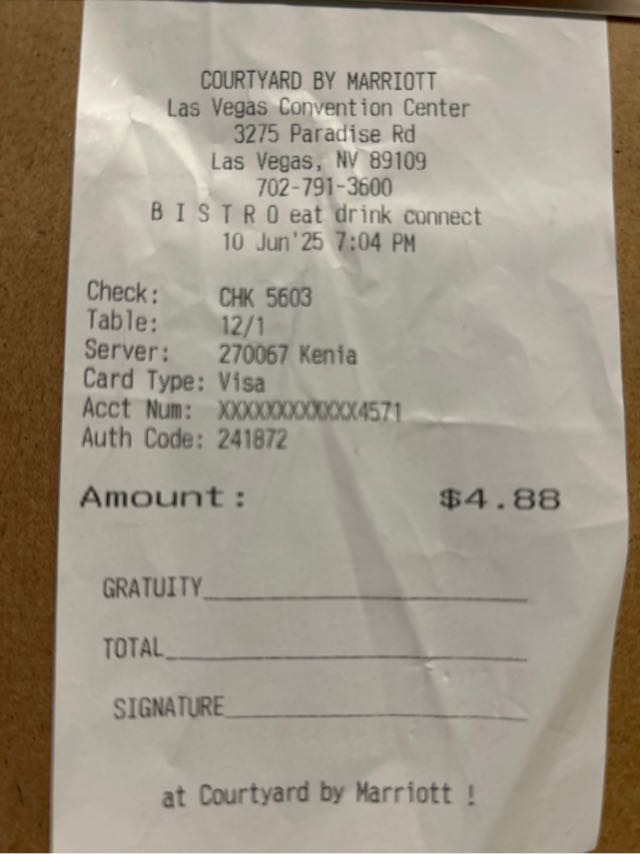 COURTYARD BY MARRIOTT
Las Vegas Convention Center
3275 Paradise Rd
Las Vegas, NV 89109
702-791-3600
B I S T R O eat drink connect
10 Jun'25 7:04 PM
Check: CHK 5603
Table: 12/1
Server: 270067 Kenia
Card Type: Visa
Acct Num: XXXXXXXXXXXX4571
Auth Code: 241872
Amount: $4.88
GRATUITY
TOTAL
SIGNATURE
at Courtyard by Marriott !